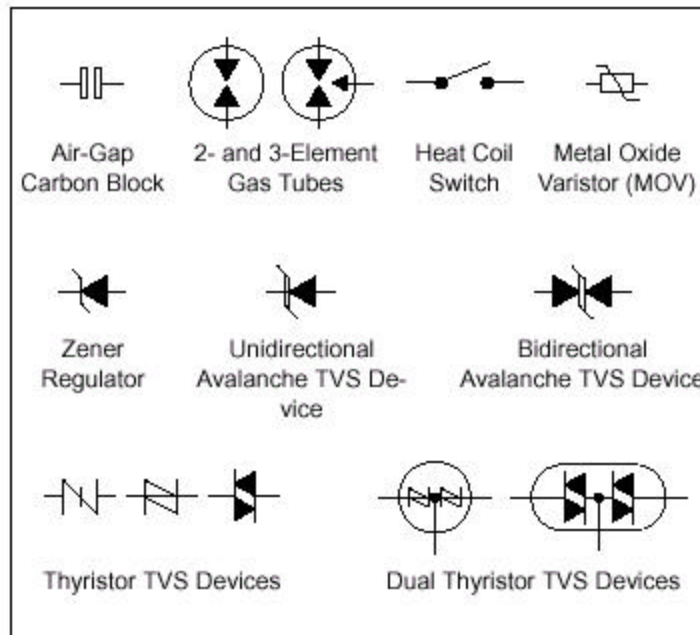 Air-Gap
Carbon Block
2- and 3-Element
Gas Tubes
Heat Coil
Switch
Metal Oxide
Varistor (MOV)
Zener
Regulator
Unidirectional
Avalanche TVS De-
vice
Bidirectional
Avalanche TVS Device
Thyristor TVS Devices
Dual Thyristor TVS Devices